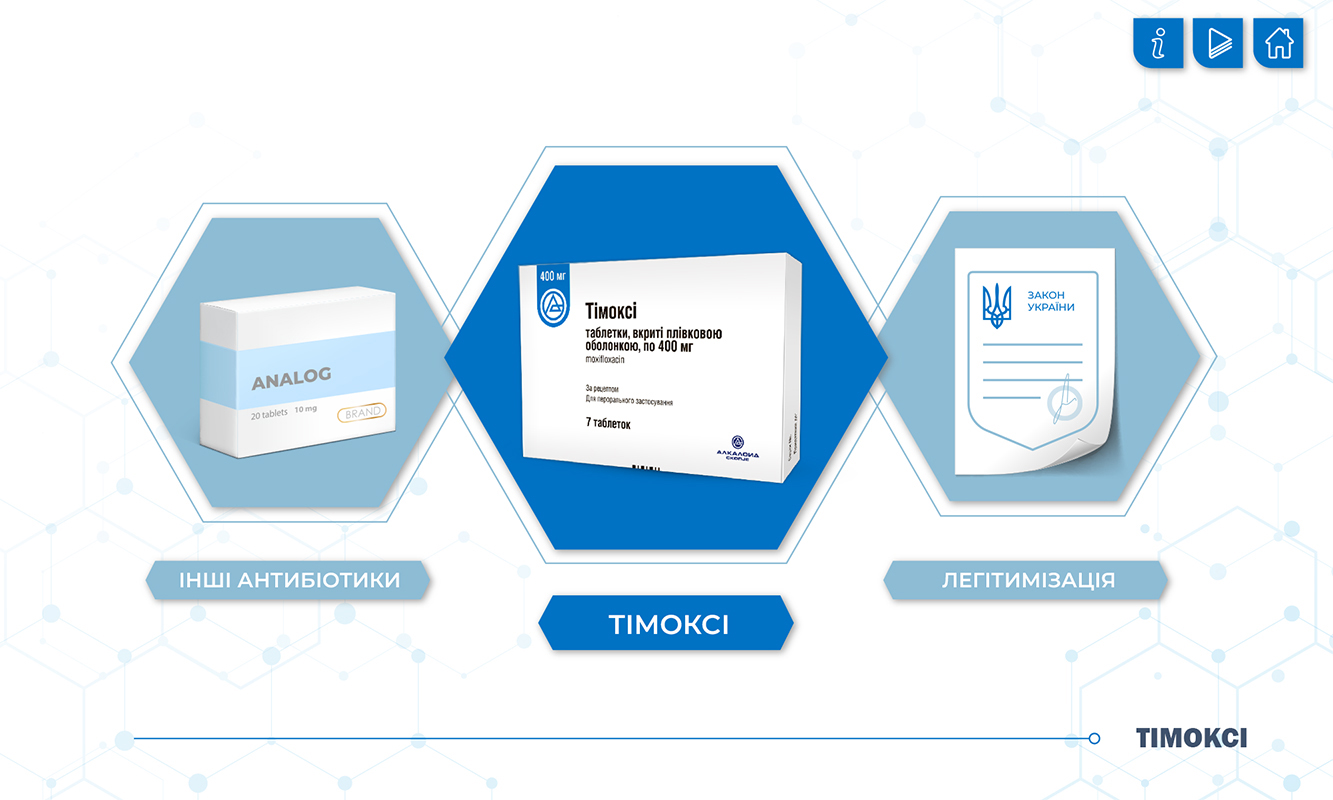 ANALOG
20 tablets 10 mg
BRAND
ІНШІ АНТИБІОТИКИ
400 мг
Тімоксі
таблетки, вкриті плівковою
оболонкою, по 400 мг
moxifloxacin
За рецептом
Для перорального застосування
7 таблеток
АЛКАЛОИД
СКОПЈЕ
ТІМОКСІ
ЗАКОН
УКРАЇНИ
ЛЕГІТИМІЗАЦІЯ
ТІМОКСІ